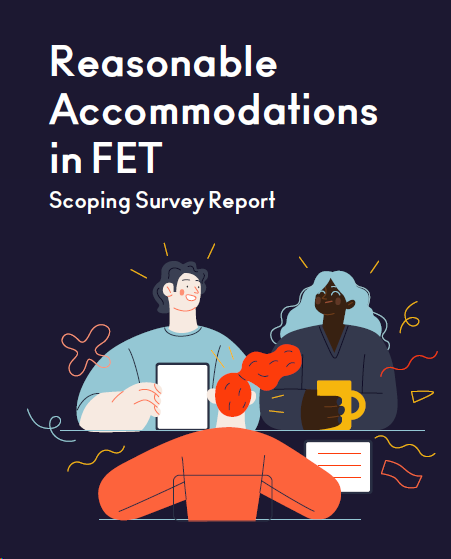 Reasonable
Accommodations
in FET
Scoping Survey Report